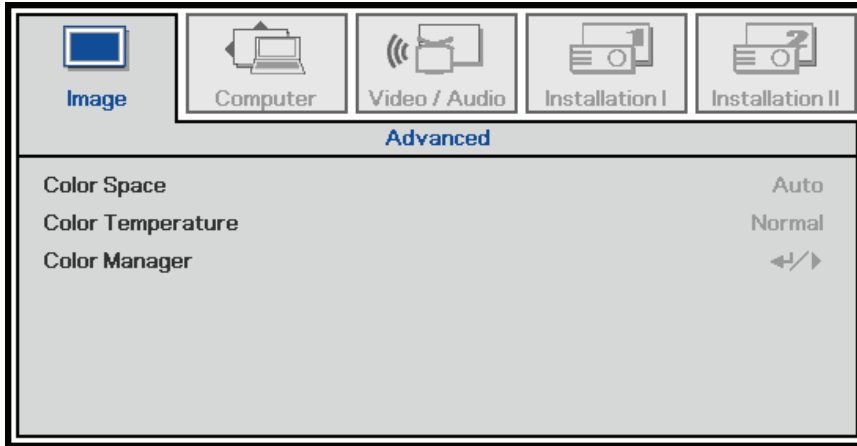 Image Computer Video / Audio Installation I Installation II
Advanced
Color Space Auto
Color Temperature Normal
Color Manager